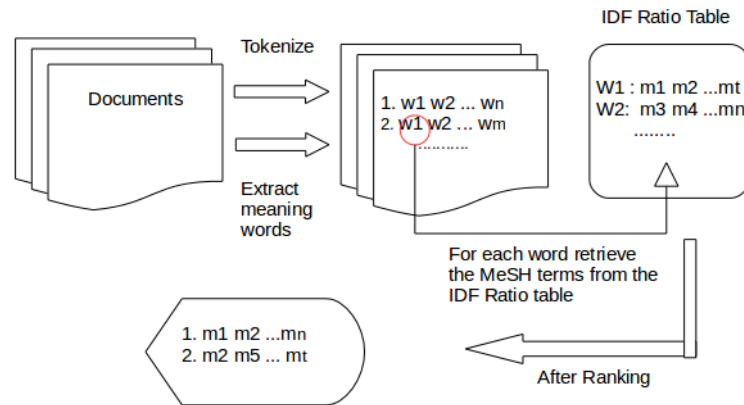 IDF Ratio Table
Tokenize
Documents
1. w1 w2 ... wn
2. w1 w2 ... wm
...........
W1 : m1 m2 ...mt
W2: m3 m4 ...mn
........
Extract
meaning
words
For each word retrieve
the MeSH terms from the
IDF Ratio table
1. m1 m2 ...mn
2. m2 m5 ... mt
After Ranking